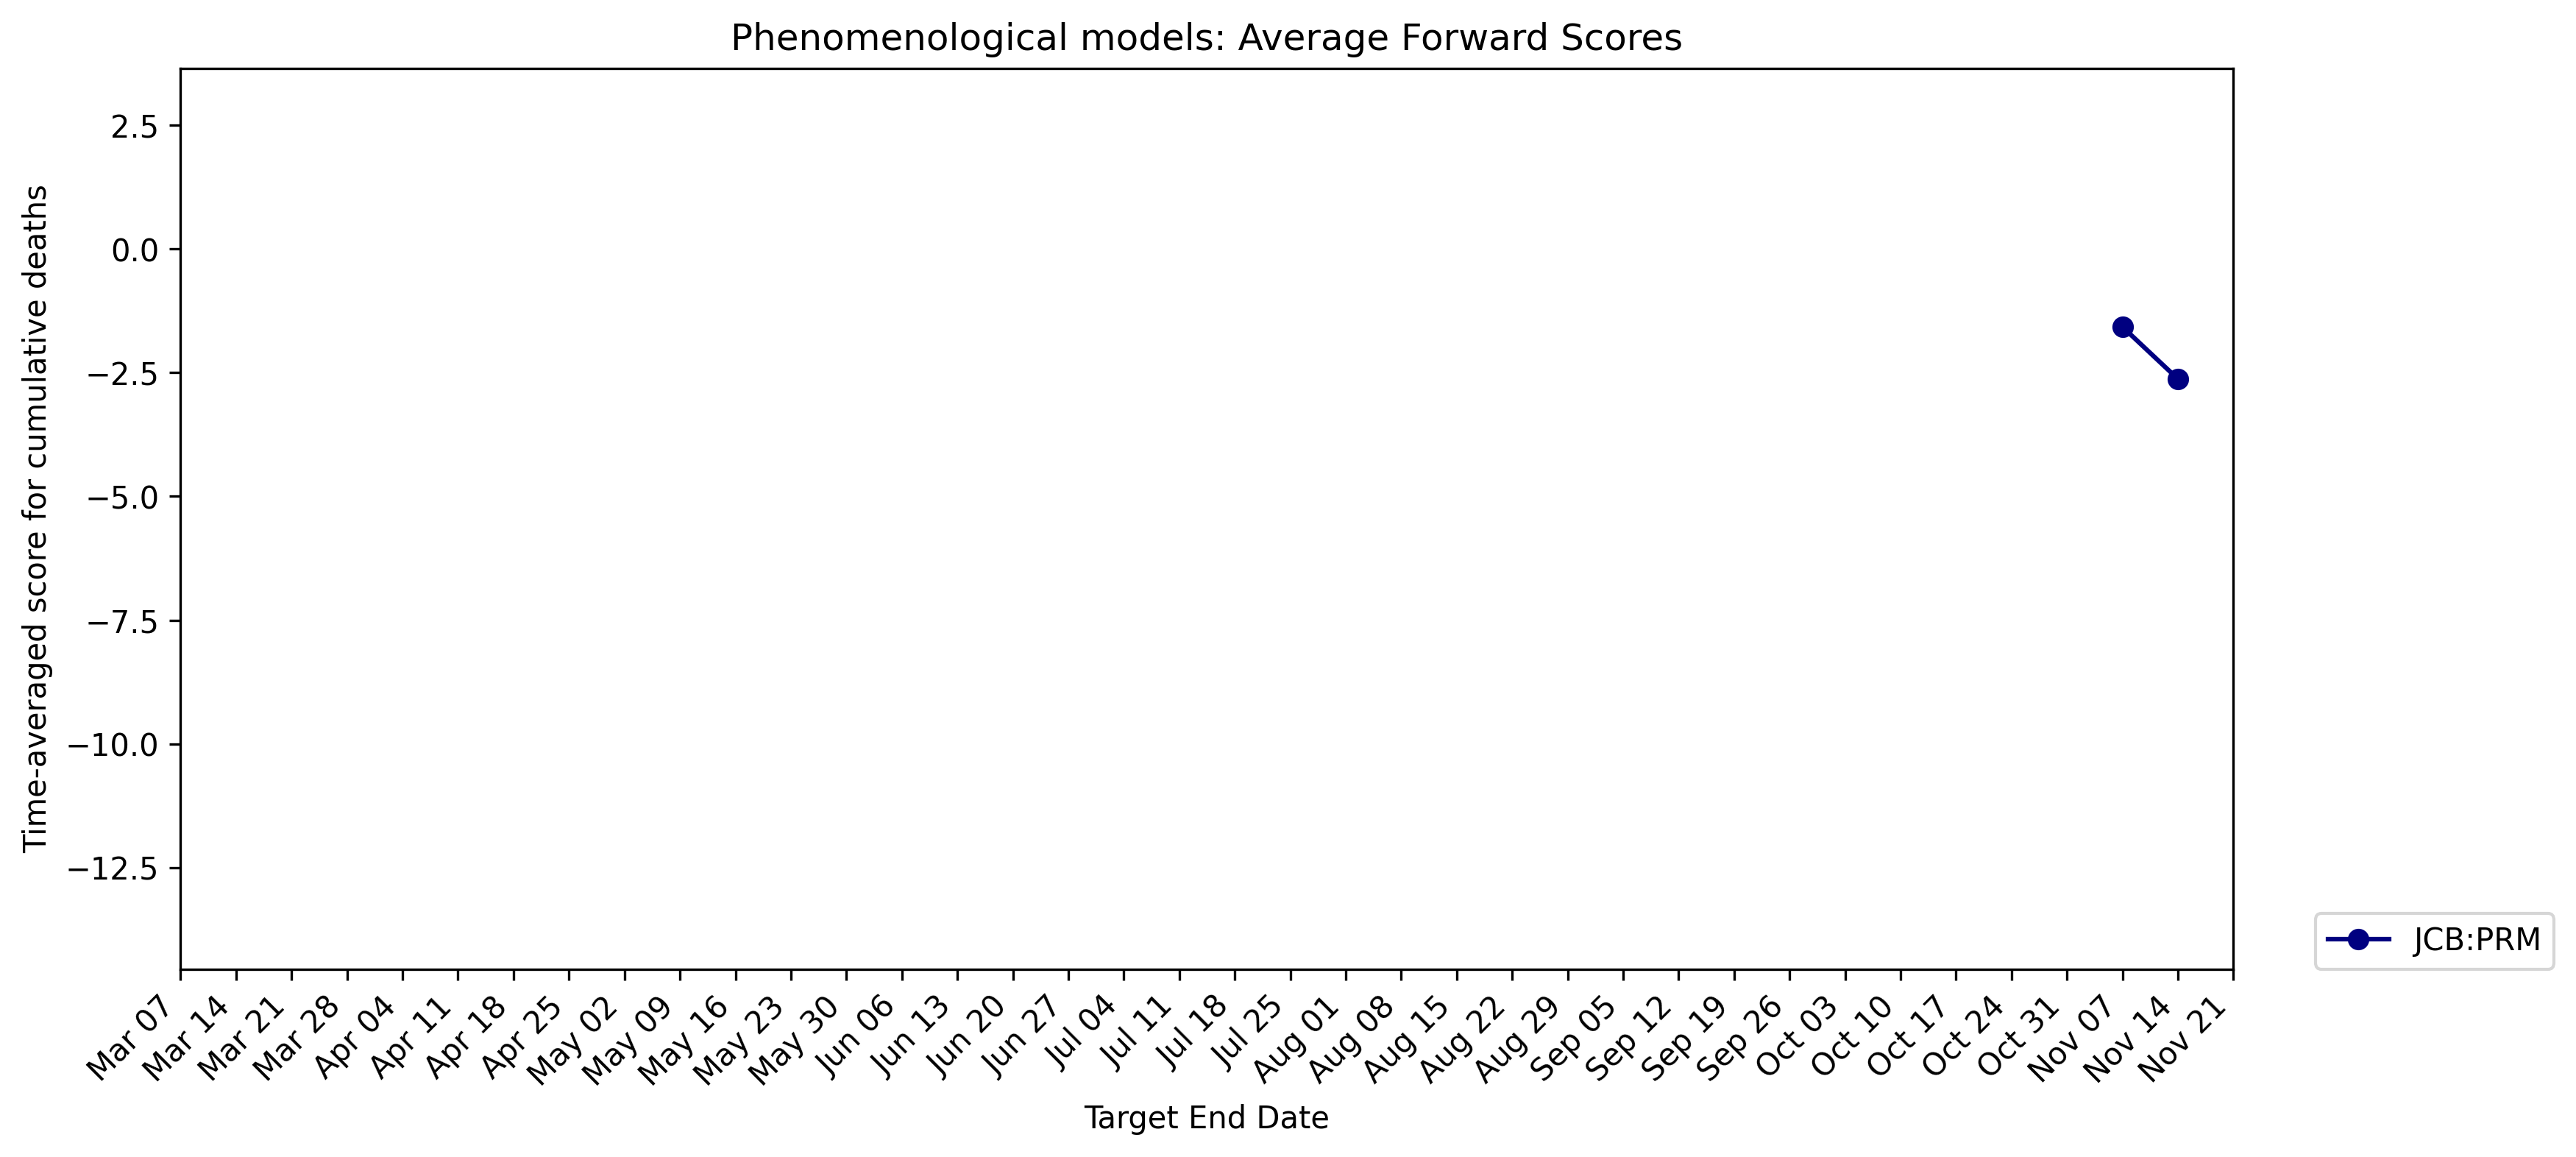 Phenomenological models: Average Forward Scores
Time-averaged score for cumulative deaths
2.5
0.0
−2.5
−5.0
−7.5
−10.0
−12.5
Mar 07
Mar 14
Mar 21
Mar 28
Apr 04
Apr 11
Apr 18
Apr 25
May 02
May 09
May 16
May 23
May 30
Jun 06
Jun 13
Jun 20
Jun 27
Jul 04
Jul 11
Jul 18
Jul 25
Aug 01
Aug 08
Aug 15
Aug 22
Aug 29
Sep 05
Sep 12
Sep 19
Sep 26
Oct 03
Oct 10
Oct 17
Oct 24
Oct 31
Nov 07
Nov 14
Nov 21
Target End Date
JCB:PRM